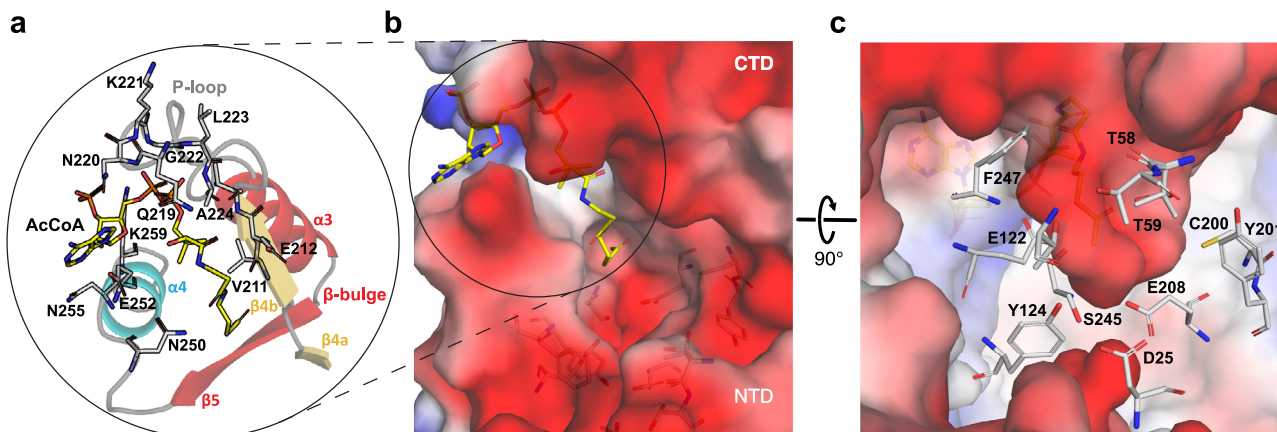 a
K221
P-loop
L223
N220
G222
Q219
A224
AcCoA
K259
α3
E212
α4
V211
β-bulge
N255
E252
β4b
N250
β4a
β5
b
CTD
NTD
90°
c
T58
F247
T59
C200
Y201
E122
E208
Y124
S245
D25